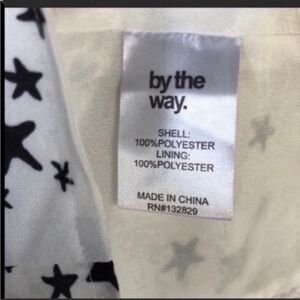 by the
way.
SHELL:
100%POLYESTER
LINING:
100%POLYESTER
MADE IN CHINA
RN#132829